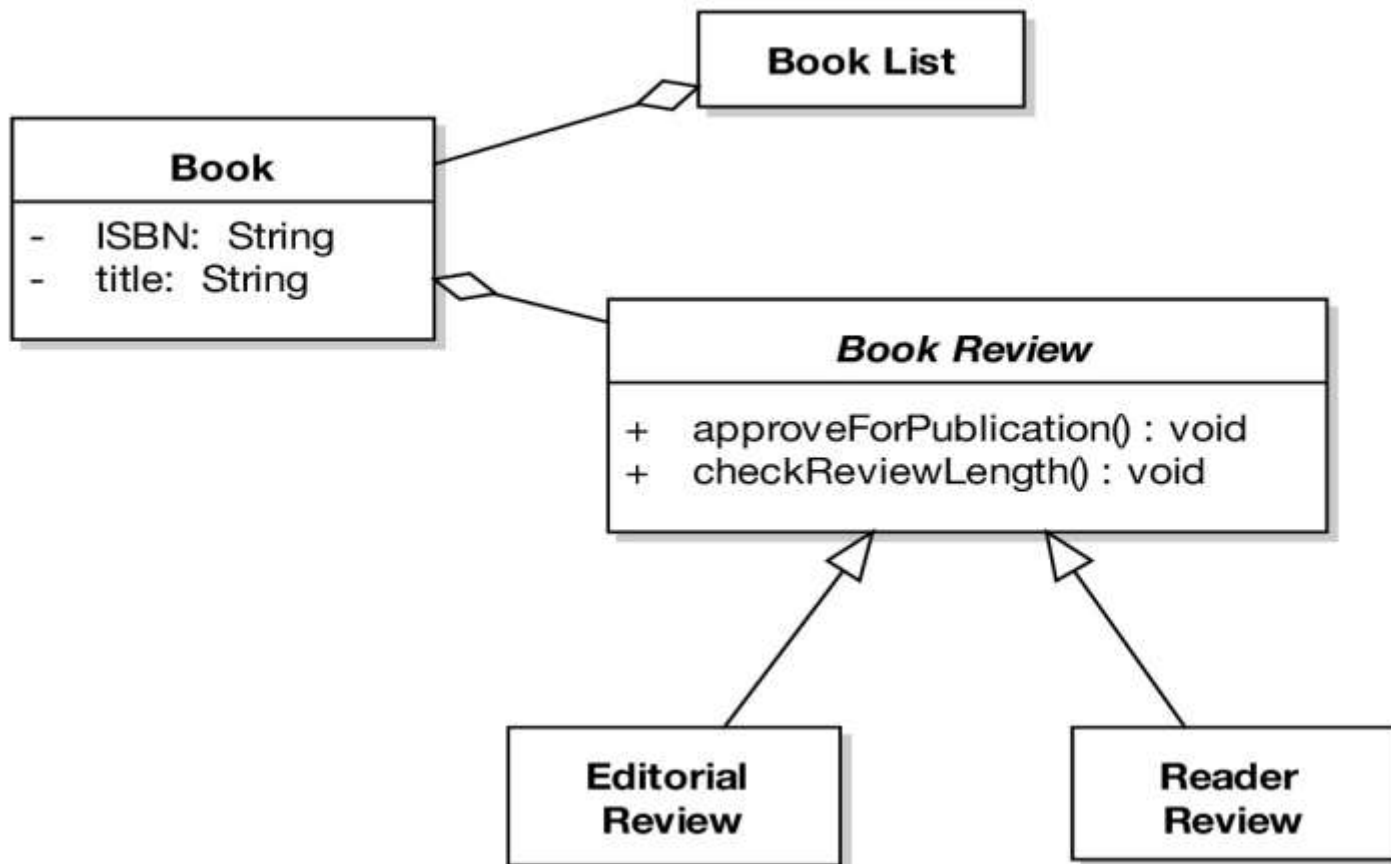 Book List
Book
- ISBN: String
- title: String
Book Review
+ approveForPublication() : void
+ checkReviewLength() : void
Editorial
Review
Reader
Review